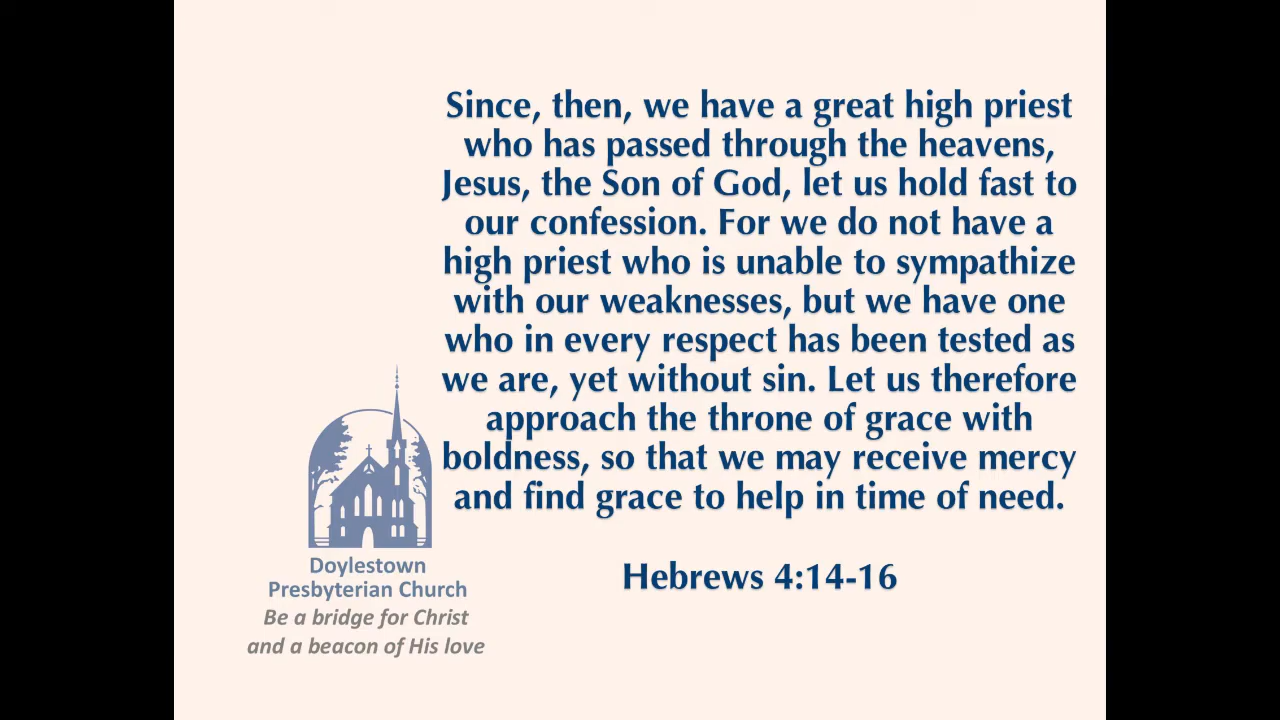 Since, then, we have a great high priest
who has passed through the heavens,
Jesus, the Son of God, let us hold fast to
our confession. For we do not have a
high priest who is unable to sympathize
with our weaknesses, but we have one
who in every respect has been tested as
we are, yet without sin. Let us therefore
approach the throne of grace with
boldness, so that we may receive mercy
and find grace to help in time of need.
Hebrews 4:14-16
Doylestown
Presbyterian Church
Be a bridge for Christ
and a beacon of His love